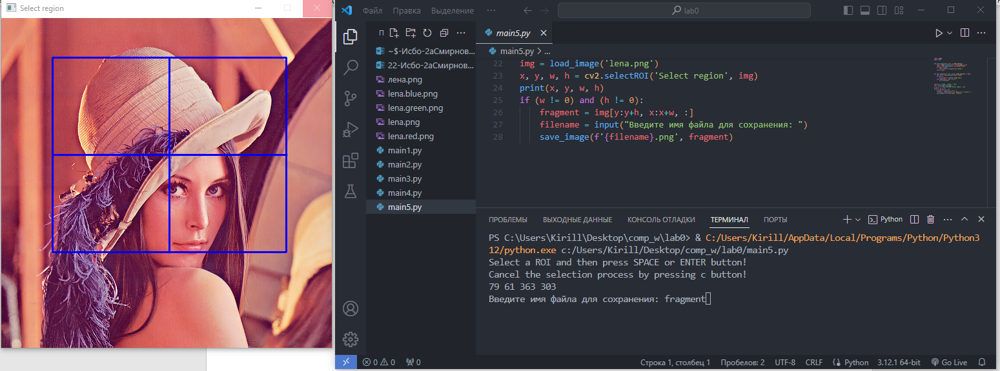 Select region
Файл Правка Выделение ... lab0
п ...
main5.py
~$-Исбо-2аСмирнов...
22-Исбо-2аСмирнов...
лена.png
lena.blue.png
lena.green.png
lena.png
lena.red.png
main1.py
main2.py
main3.py
main4.py
main5.py
main5.py > ...
22 img = load_image('lena.png')
23 x, y, w, h = cv2.selectROI('Select region', img)
24 print(x, y, w, h)
25 if (w != 0) and (h != 0):
26 fragment = img[y:y+h, x:x+w, :]
27 filename = input("Введите имя файла для сохранения: ")
28 save_image(f'{filename}.png', fragment)
ПРОБЛЕМЫ ВЫХОДНЫЕ ДАННЫЕ КОНСОЛЬ ОТЛАДКИ ТЕРМИНАЛ ПОРТЫ Python ...
PS C:\Users\Kirill\Desktop\comp_w\lab0> & C:/Users/Kirill/AppData/Local/Programs/Python/Python3
12/python.exe c:/Users/Kirill/Desktop/comp_w/lab0/main5.py
Select a ROI and then press SPACE or ENTER button!
Cancel the selection process by pressing c button!
79 61 363 303
Введите имя файла для сохранения: fragment
0 0 0 Строка 1, столбец 1 Пробелов: 2 UTF-8 CRLF Python 3.12.1 64-bit Go Live